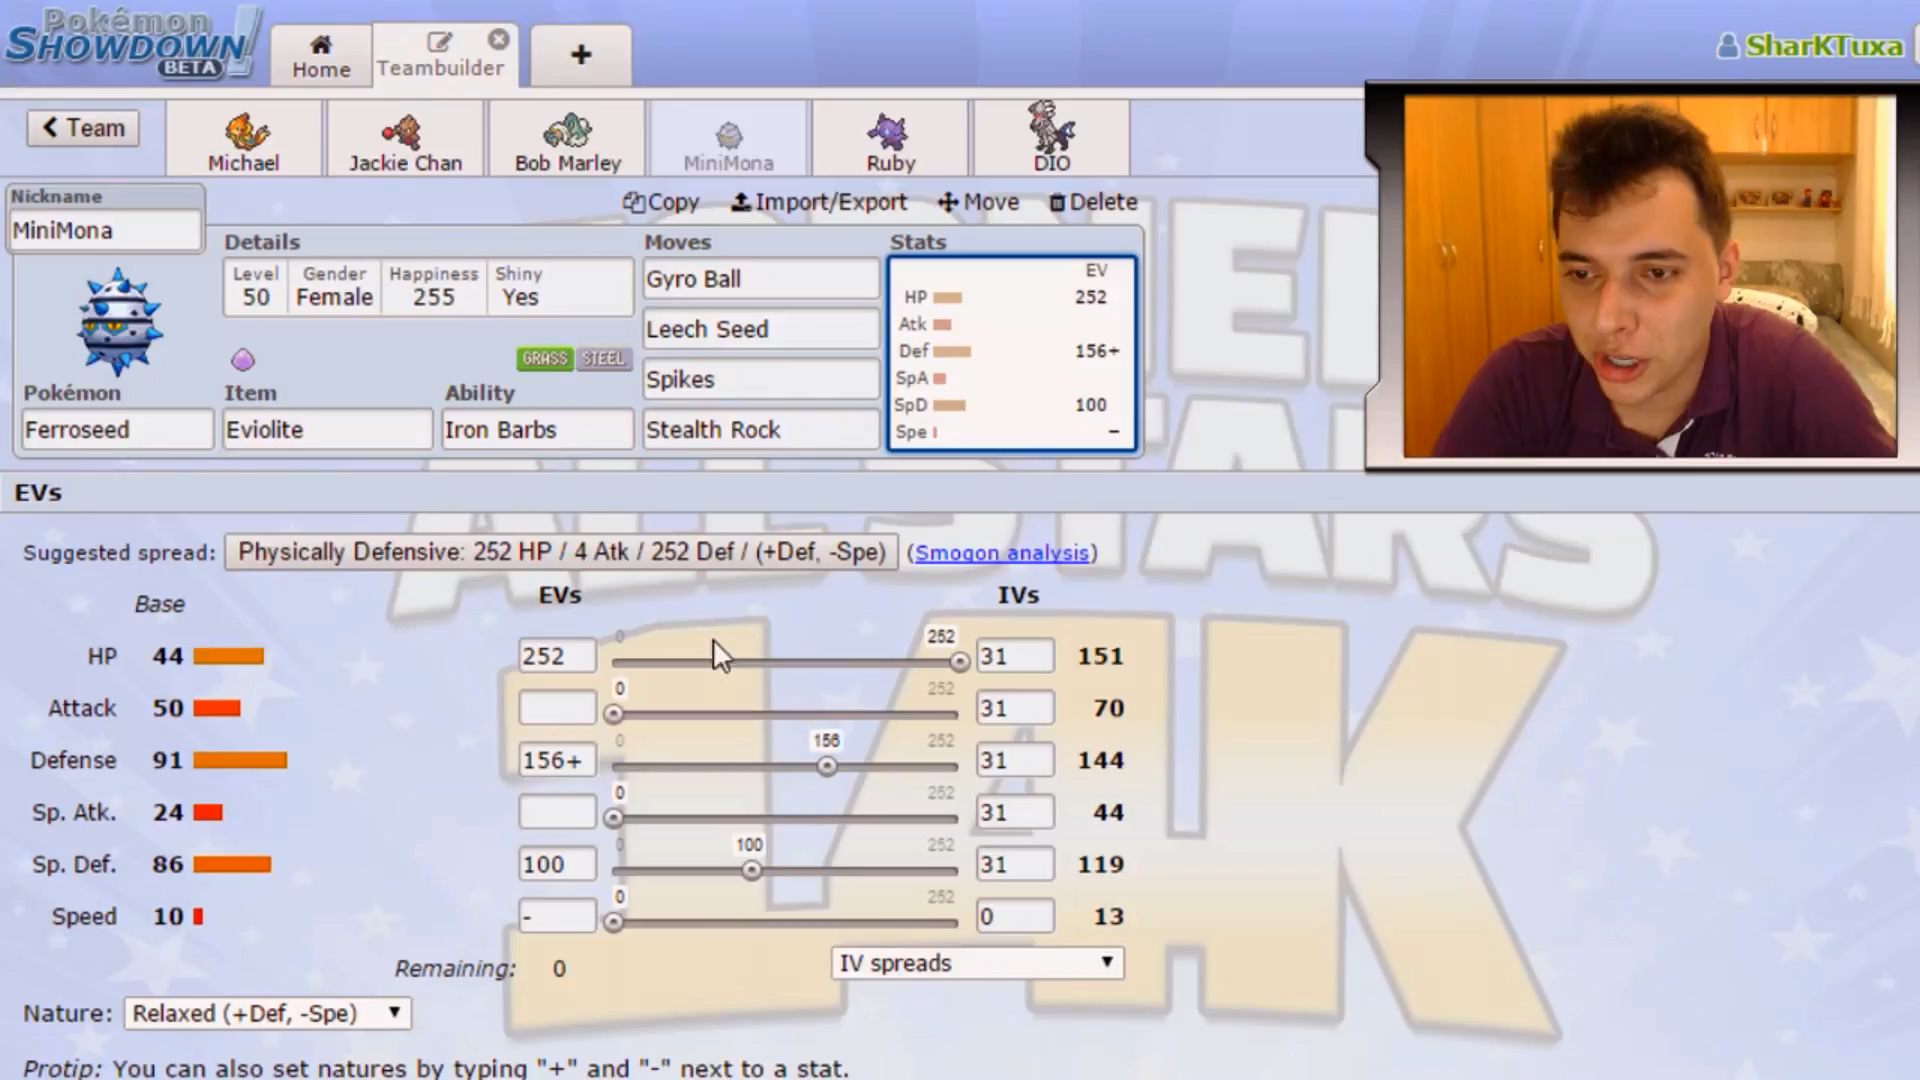 Pokémon
SHOWDOWN!
BETA
Home
Teambuilder
+
SharKTuxa
Team
Michael
Jackie Chan
Bob Marley
MiniMona
Ruby
DIO
Nickname
MiniMona
Copy
Import/Export
Move
Delete
Details
Moves
Stats
Level
Gender
Happiness
Shiny
50
Female
255
Yes
GRASS
STEEL
Pokémon
Item
Ability
Ferroseed
Eviolite
Iron Barbs
Gyro Ball
Leech Seed
Spikes
Stealth Rock
EV
HP 252
Atk
Def 156+
SpA
SpD 100
Spe –
EVs
Suggested spread: Physically Defensive: 252 HP / 4 Atk / 252 Def / (+Def, -Spe) (Smogon analysis)
Base EVs IVs
HP 44 252 0 252 31 151
Attack 50 0 252 31 70
Defense 91 156+ 0 156 252 31 144
Sp. Atk. 24 0 252 31 44
Sp. Def. 86 100 0 100 252 31 119
Speed 10 - 0 252 0 13
Remaining: 0 IV spreads
Nature: Relaxed (+Def, -Spe)
Protip: You can also set natures by typing "+" and "-" next to a stat.
ALL STARS